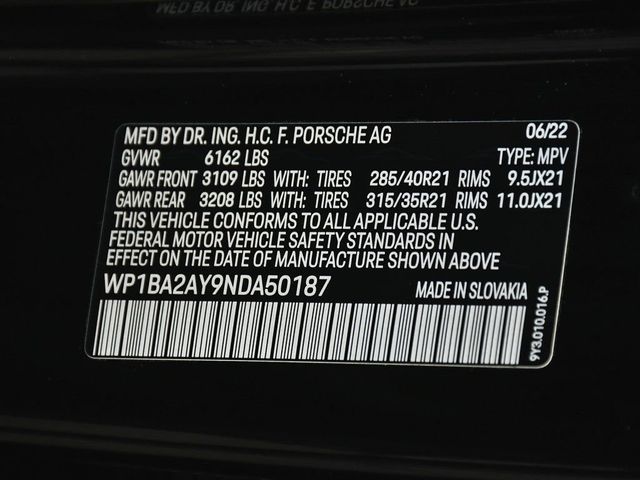 MFD BY DR. ING. H.C. F. PORSCHE AG 06/22
GVWR 6162 LBS TYPE: MPV
GAWR FRONT 3109 LBS WITH: TIRES 285/40R21 RIMS 9.5JX21
GAWR REAR 3208 LBS WITH: TIRES 315/35R21 RIMS 11.0JX21
THIS VEHICLE CONFORMS TO ALL APPLICABLE U.S.
FEDERAL MOTOR VEHICLE SAFETY STANDARDS IN
EFFECT ON THE DATE OF MANUFACTURE SHOWN ABOVE
WP1BA2AY9NDA50187 MADE IN SLOVAKIA
9Y3.010.016.P